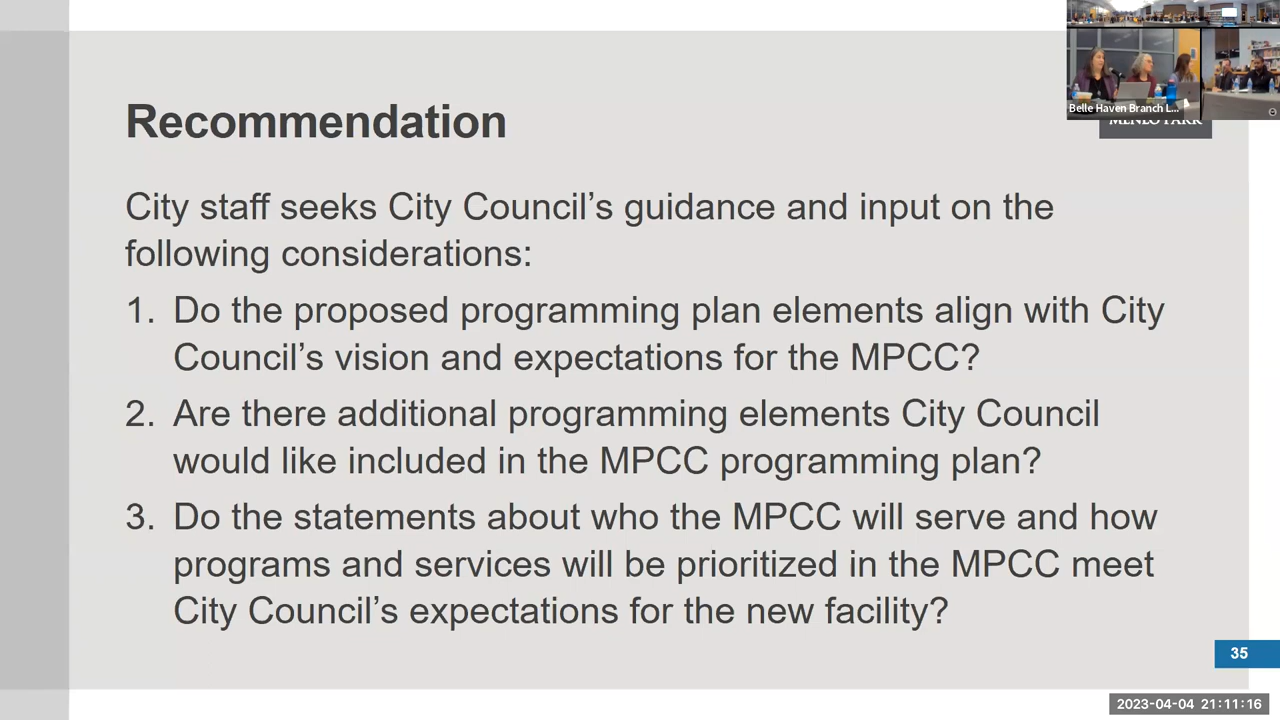 Belle Haven Branch L...
MENLO PARK
Recommendation
City staff seeks City Council’s guidance and input on the
following considerations:
1. Do the proposed programming plan elements align with City
Council’s vision and expectations for the MPCC?
2. Are there additional programming elements City Council
would like included in the MPCC programming plan?
3. Do the statements about who the MPCC will serve and how
programs and services will be prioritized in the MPCC meet
City Council’s expectations for the new facility?
35
2023-04-04 21:11:16